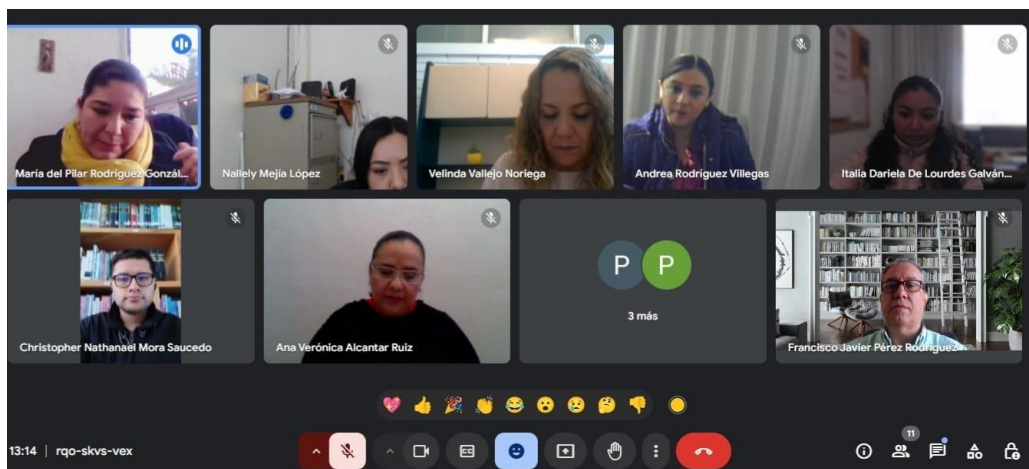 María del Pilar Rodríguez Gonzál...
Nallely Mejía López
Velinda Vallejo Noriega
Andrea Rodríguez Villegas
Italia Dariela De Lourdes Galván...
Christopher Nathanael Mora Saucedo
Ana Verónica Alcantar Ruiz
P P
3 más
Francisco Javier Pérez Rodríguez
13:14 | rqo-skvs-vex
CC
11